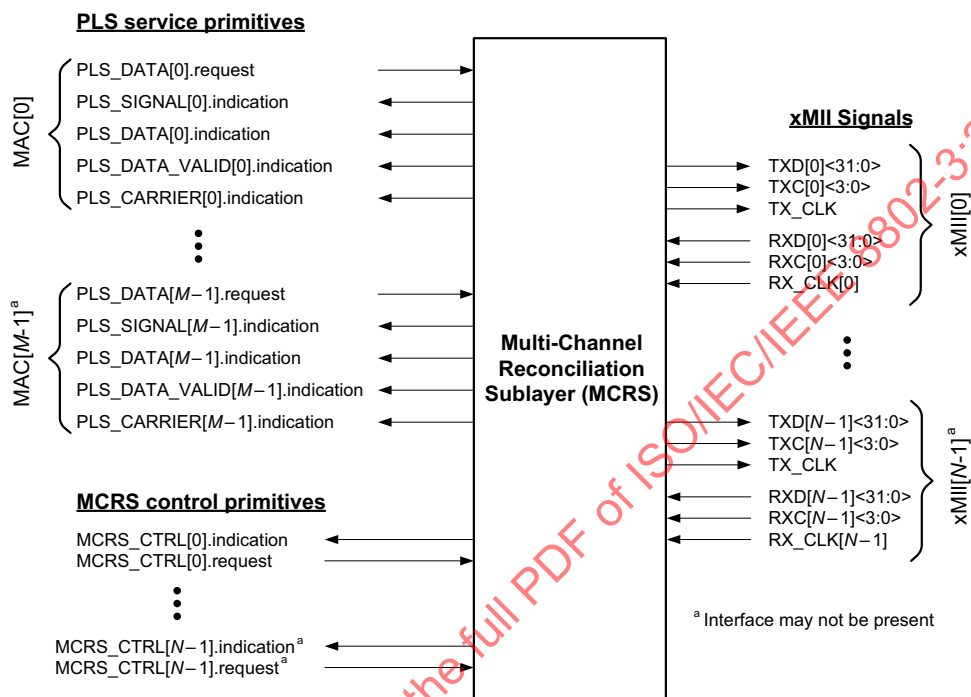 PLS service primitives
MAC[0]
PLS_DATA[0].request
PLS_SIGNAL[0].indication
PLS_DATA[0].indication
PLS_DATA_VALID[0].indication
PLS_CARRIER[0].indication
MAC[M-1]a
PLS_DATA[M−1].request
PLS_SIGNAL[M−1].indication
PLS_DATA[M−1].indication
PLS_DATA_VALID[M−1].indication
PLS_CARRIER[M−1].indication
MCRS control primitives
MCRS_CTRL[0].indication
MCRS_CTRL[0].request
MCRS_CTRL[N−1].indicationa
MCRS_CTRL[N−1].requesta
Multi-Channel
Reconciliation
Sublayer (MCRS)
xMII Signals
TXD[0]<31:0>
TXC[0]<3:0>
TX_CLK
RXD[0]<31:0>
RXC[0]<3:0>
RX_CLK[0]
xMII[0]
TXD[N−1]<31:0>
TXC[N−1]<3:0>
TX_CLK
RXD[N−1]<31:0>
RXC[N−1]<3:0>
RX_CLK[N−1]
xMII[N-1]a
a Interface may not be present
the full PDF of ISO/IEC/IEEE 8802-3: